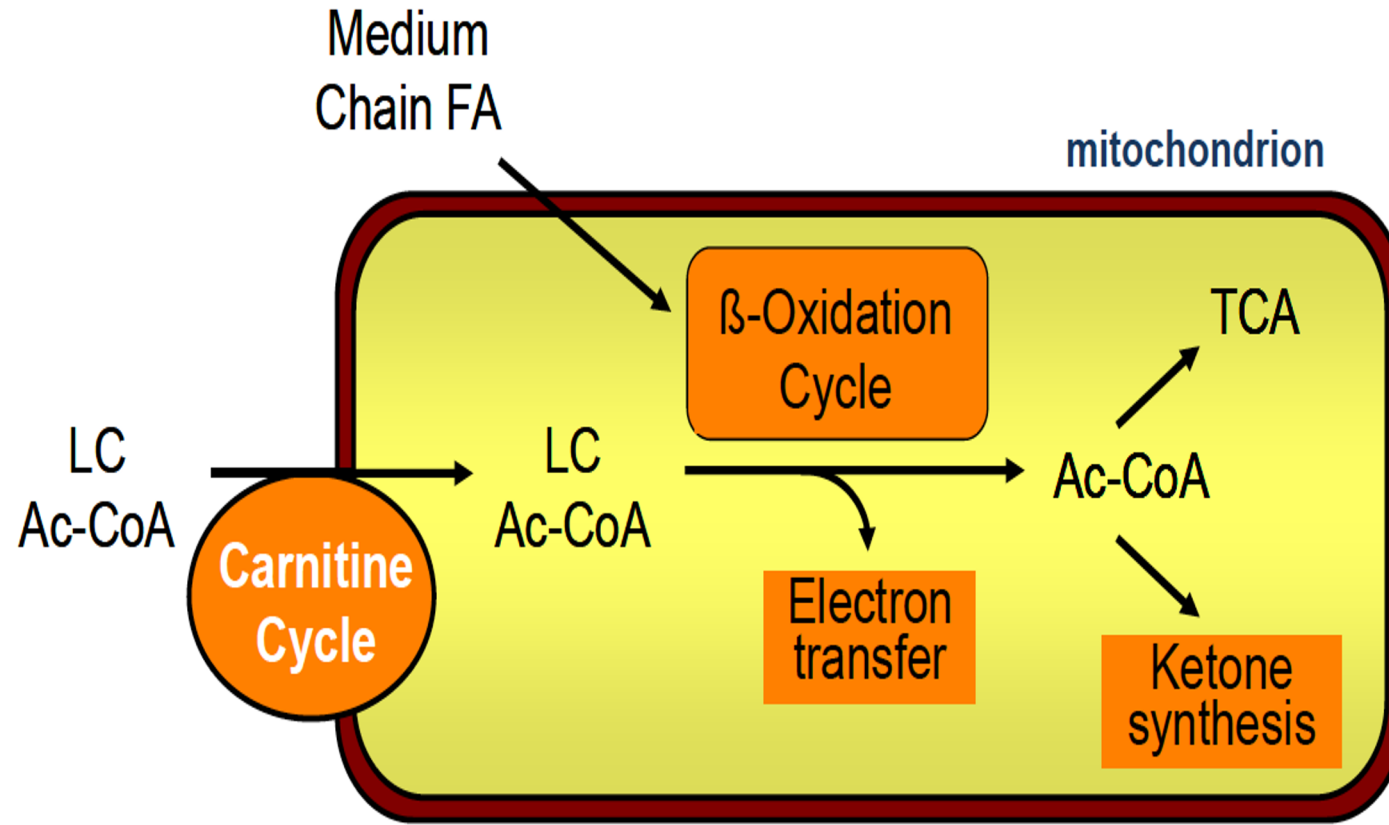 Medium
Chain FA
mitochondrion
ß-Oxidation
Cycle
TCA
LC
Ac-CoA
LC
Ac-CoA
Ac-CoA
Carnitine
Cycle
Electron
transfer
Ketone
synthesis